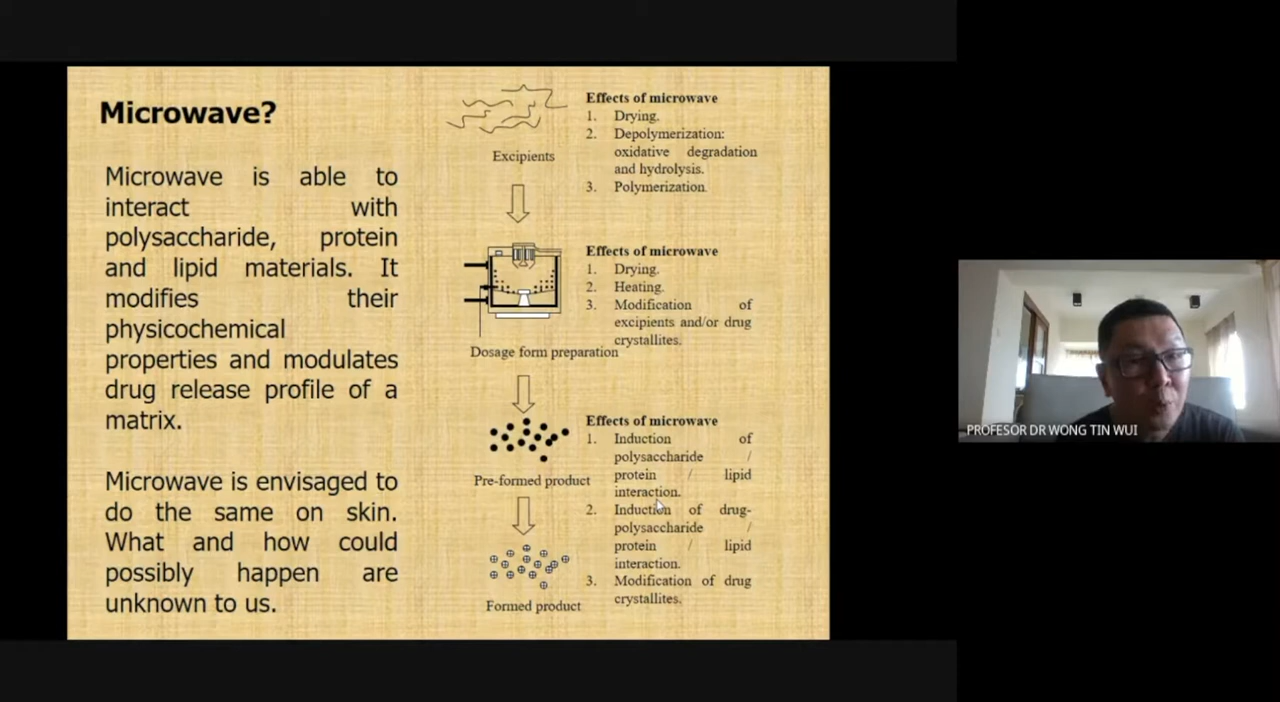 Microwave?
Microwave is able to
interact with
polysaccharide, protein
and lipid materials. It
modifies their
physicochemical
properties and modulates
drug release profile of a
matrix.
Microwave is envisaged to
do the same on skin.
What and how could
possibly happen are
unknown to us.
Excipients
Effects of microwave
1. Drying.
2. Depolymerization:
oxidative degradation
and hydrolysis.
3. Polymerization.
Dosage form preparation
Effects of microwave
1. Drying.
2. Heating.
3. Modification of
excipients and/or drug
crystallites.
Pre-formed product
Formed product
Effects of microwave
1. Induction of
polysaccharide /
protein / lipid
interaction.
2. Induction of drug-
polysaccharide /
protein / lipid
interaction.
3. Modification of drug
crystallites.
PROFESOR DR WONG TIN WUI